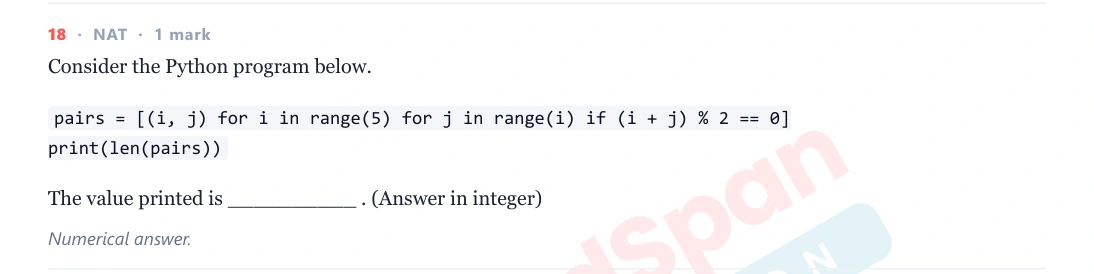 18 · NAT · 1 mark
Consider the Python program below.
pairs = [(i, j) for i in range(5) for j in range(i) if (i + j) % 2 == 0]
print(len(pairs))
The value printed is ____________ . (Answer in integer)
Numerical answer.